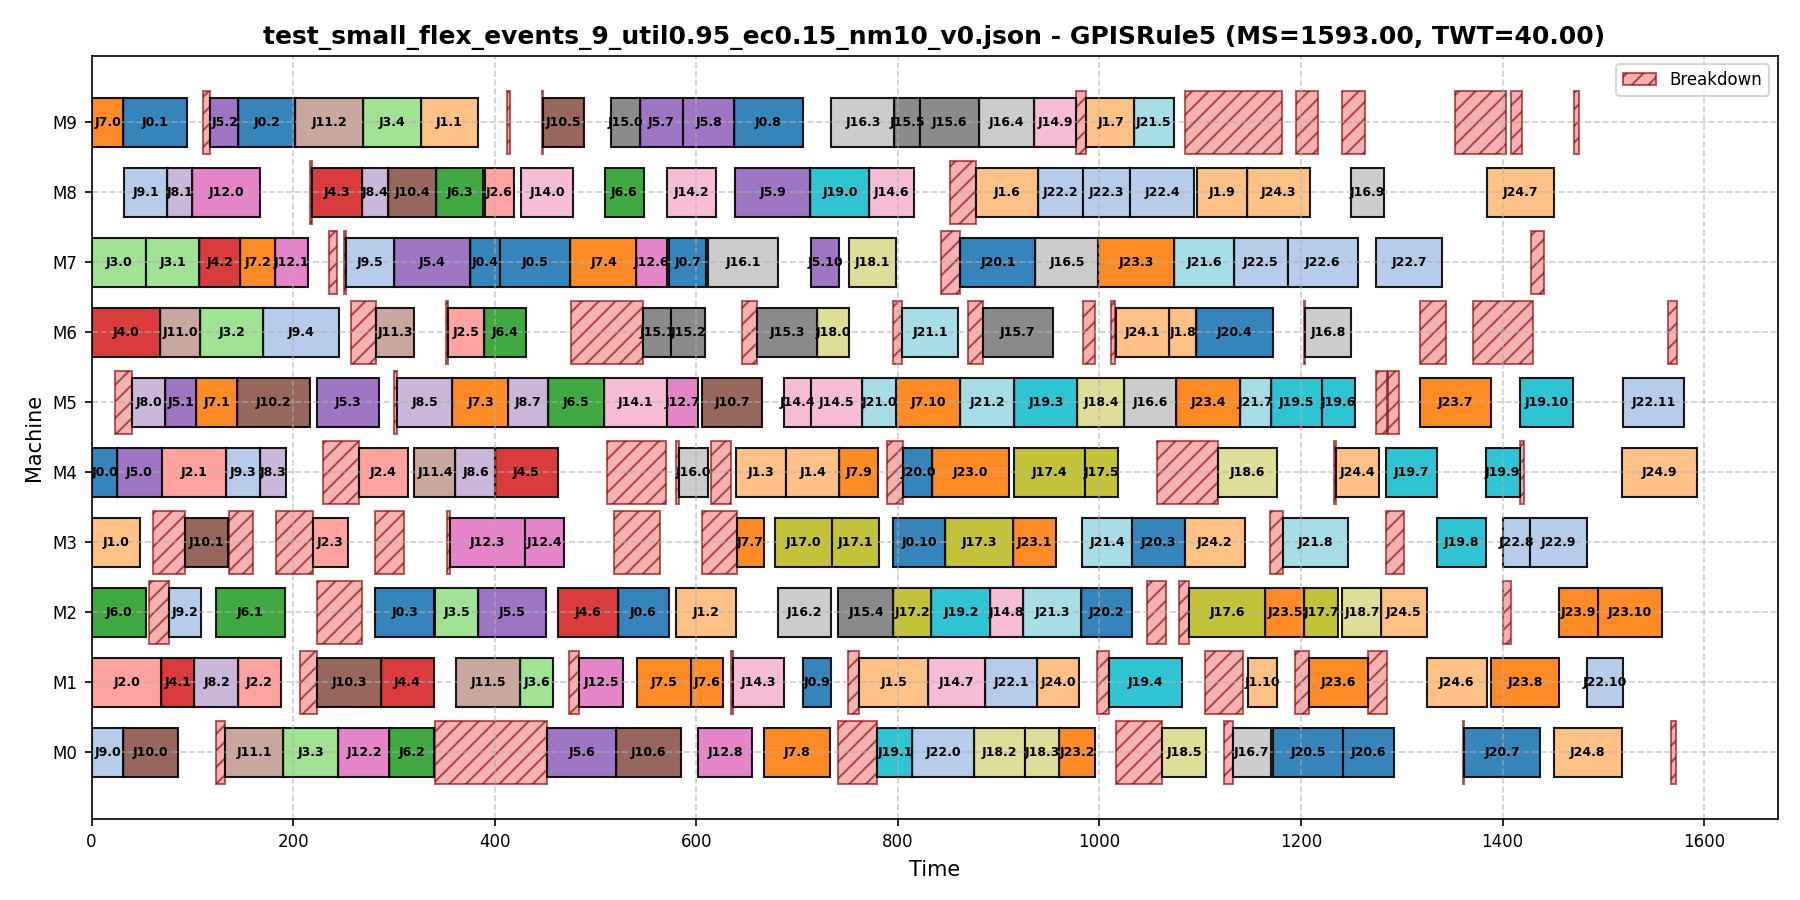 test_small_flex_events_9_util0.95_ec0.15_nm10_v0.json - GPISRule5 (MS=1593.00, TWT=40.00)
Breakdown
M9 J7.0 J0.1 J5.2 J0.2 J11.2 J3.4 J1.1 J10.5 J15.0 J5.7 J5.8 J0.8 J16.3 J15.5 J15.6 J16.4 J14.9 J1.7 J21.5
M8 J9.1 J8.1 J12.0 J4.3 J8.4 J10.4 J6.3 J2.6 J14.0 J6.6 J14.2 J5.9 J19.0 J14.6 J1.6 J22.2 J22.3 J22.4 J1.9 J24.3 J16.9 J24.7
M7 J3.0 J3.1 J4.2 J7.2 J12.1 J9.5 J5.4 J0.4 J0.5 J7.4 J12.6 J0.7 J16.1 J5.10 J18.1 J20.1 J16.5 J23.3 J21.6 J22.5 J22.6 J22.7
M6 J4.0 J11.0 J3.2 J9.4 J11.3 J2.5 J6.4 J15.1 J15.2 J15.3 J18.0 J21.1 J15.7 J24.1 J1.8 J20.4 J16.8
M5 J8.0 J5.1 J7.1 J10.2 J5.3 J8.5 J7.3 J8.7 J6.5 J14.1 J12.7 J10.7 J14.4 J14.5 J21.0 J7.10 J21.2 J19.3 J18.4 J16.6 J23.4 J21.7 J19.5 J19.6 J23.7 J19.10 J22.11
M4 J0.0 J5.0 J2.1 J9.3 J8.3 J2.4 J11.4 J8.6 J4.5 J16.0 J1.3 J1.4 J7.9 J20.0 J23.0 J17.4 J17.5 J18.6 J24.4 J19.7 J19.9 J24.9
M3 J1.0 J10.1 J2.3 J12.3 J12.4 J7.7 J17.0 J17.1 J0.10 J17.3 J23.1 J21.4 J20.3 J24.2 J21.8 J19.8 J22.8 J22.9
M2 J6.0 J9.2 J6.1 J0.3 J3.5 J5.5 J4.6 J0.6 J1.2 J16.2 J15.4 J17.2 J19.2 J14.8 J21.3 J20.2 J17.6 J23.5 J17.7 J18.7 J24.5 J23.9 J23.10
M1 J2.0 J4.1 J8.2 J2.2 J10.3 J4.4 J11.5 J3.6 J12.5 J7.5 J7.6 J14.3 J0.9 J1.5 J14.7 J22.1 J24.0 J19.4 J1.10 J23.6 J24.6 J23.8 J22.10
M0 J9.0 J10.0 J11.1 J3.3 J12.2 J6.2 J5.6 J10.6 J12.8 J7.8 J19.1 J22.0 J18.2 J18.3 J23.2 J18.5 J16.7 J20.5 J20.6 J20.7 J24.8
0 200 400 600 800 1000 1200 1400 1600
Time
Machine